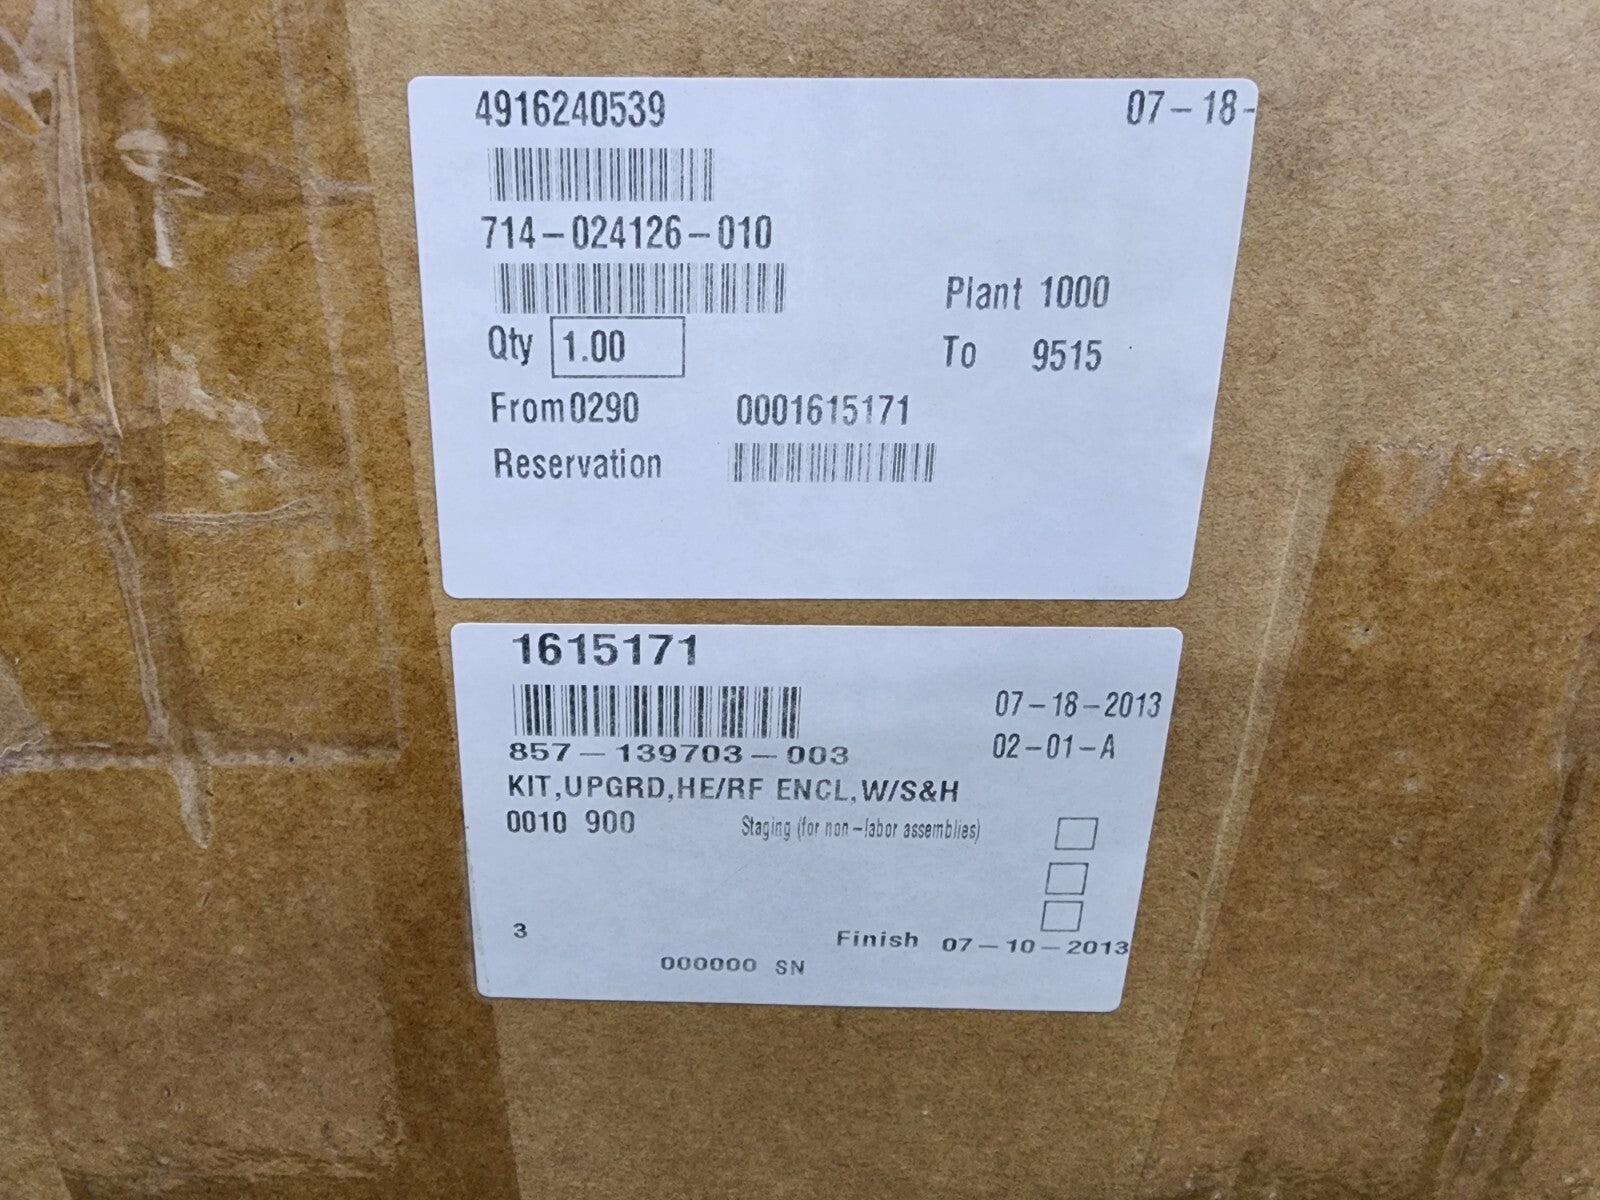 4916240539 07-18-
714-024126-010
Plant 1000
Qty 1.00 To 9515
From 0290 0001615171
Reservation
1615171
07-18-2013
857-139703-003 02-01-A
KIT,UPGRD,HE/RF ENCL,W/S&H
0010 900 Staging (for non-labor assemblies)
3 Finish 07-10-2013
000000 SN